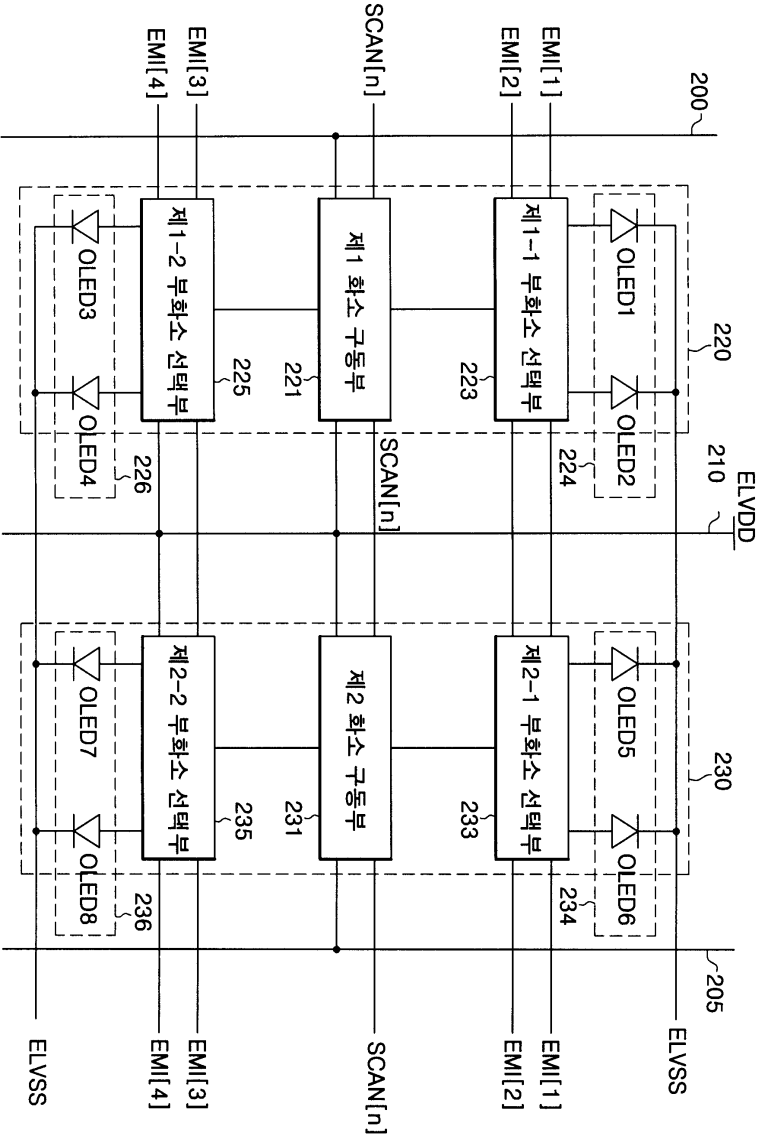 ELVDD
200
220
210
230
205
ELVSS
OLED1
OLED2
OLED5
OLED6
224
234
EMI[1]
EMI[1]
EMI[2]
제1-1 부화소 선택부
제2-1 부화소 선택부
EMI[2]
223
233
SCAN[n]
SCAN[n]
SCAN[n]
제1 화소 구동부
제2 화소 구동부
221
231
225
235
EMI[3]
EMI[3]
EMI[4]
제1-2 부화소 선택부
제2-2 부화소 선택부
EMI[4]
226
236
OLED3
OLED4
OLED7
OLED8
ELVSS